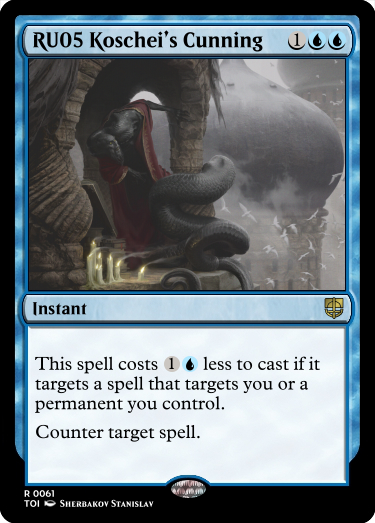 RU05 Koschei's Cunning 1
Instant
This spell costs 1 less to cast if it
targets a spell that targets you or a
permanent you control.
Counter target spell.
R 0061
TOI Sherbakov Stanislav